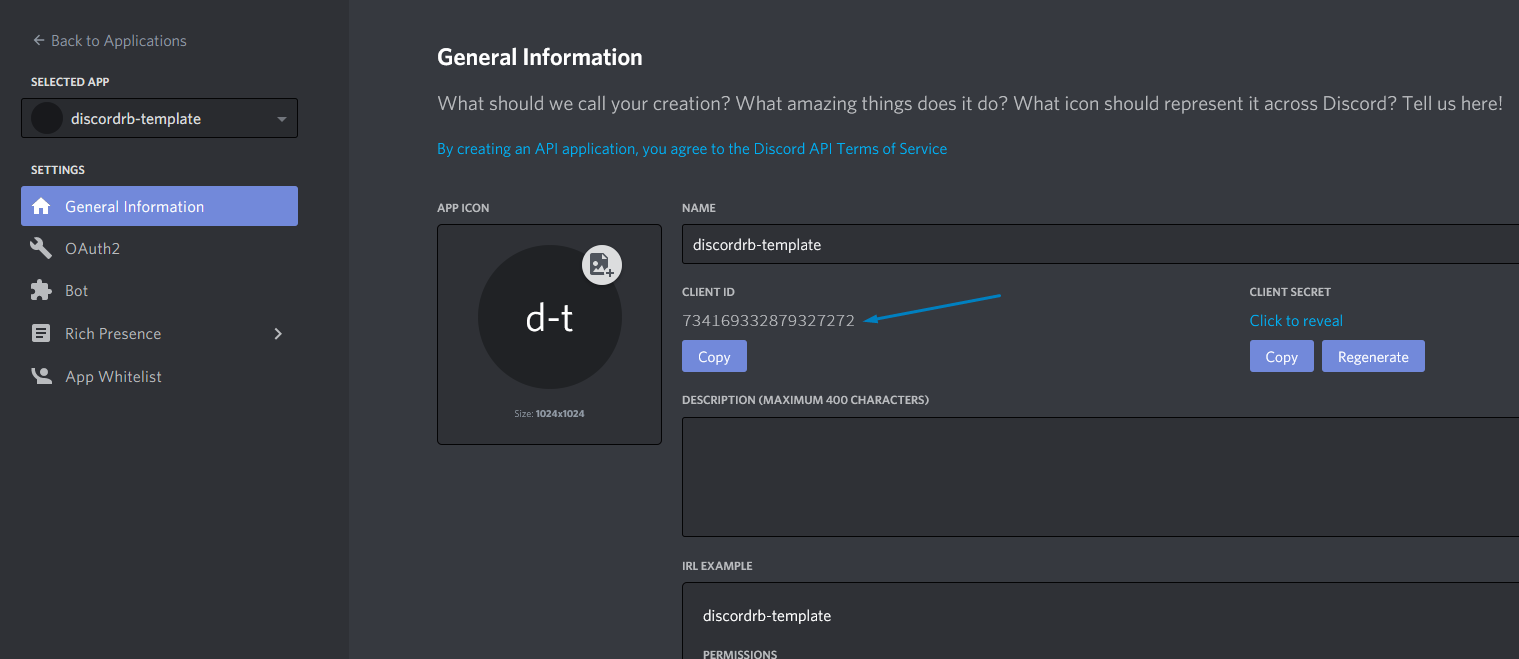 Back to Applications
SELECTED APP
discordrb-template
SETTINGS
General Information
OAuth2
Bot
Rich Presence
App Whitelist
General Information
What should we call your creation? What amazing things does it do? What icon should represent it across Discord? Tell us here!
By creating an API application, you agree to the Discord API Terms of Service
APP ICON
d-t
Size: 1024x1024
NAME
discordrb-template
CLIENT ID
734169332879327272
Copy
CLIENT SECRET
Click to reveal
Copy Regenerate
DESCRIPTION (MAXIMUM 400 CHARACTERS)
IRL EXAMPLE
discordrb-template
PERMISSIONS